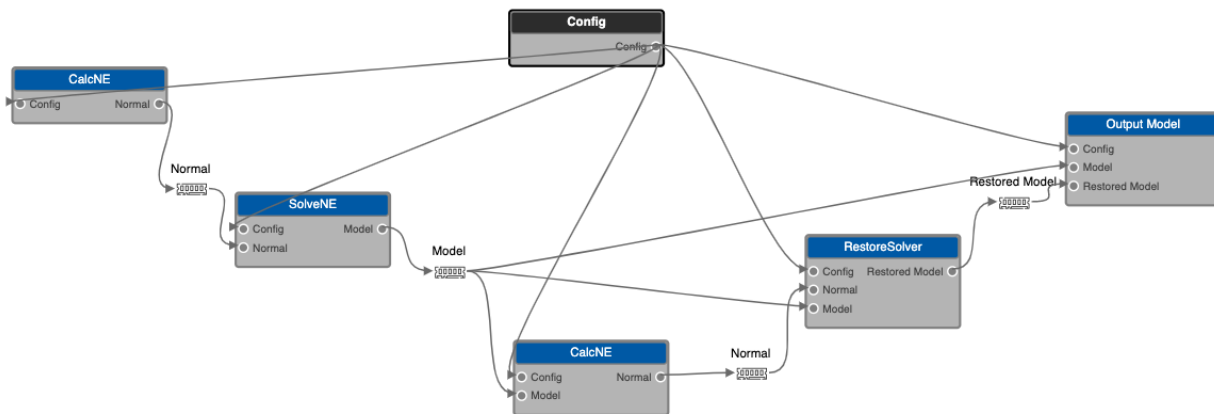 Config
Config
CalcNE
Config Normal
Normal
SolveNE
Config Model
Normal
Model
CalcNE
Config Normal
Model
Normal
RestoreSolver
Config Restored Model
Normal
Model
Restored Model
Output Model
Config
Model
Restored Model